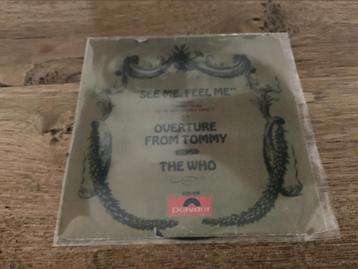 "SEE ME, FEEL ME"
OVERTURE
FROM TOMMY
THE WHO
Polydor